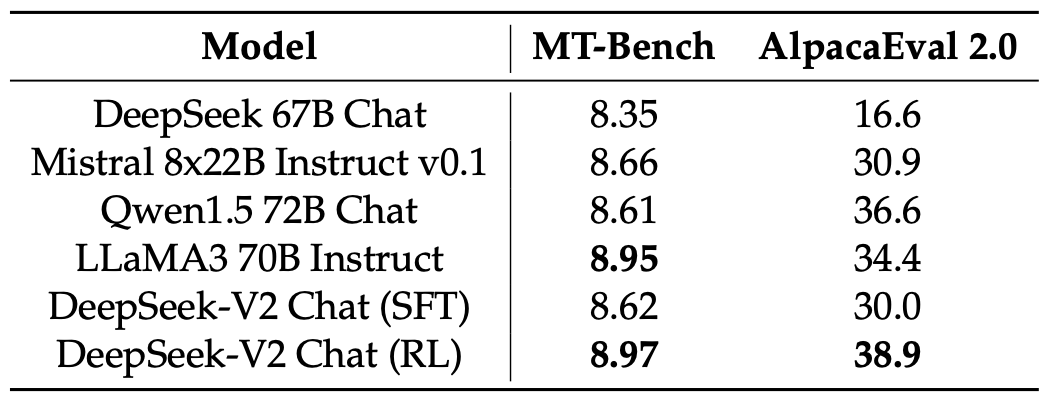 Model MT-Bench AlpacaEval 2.0
DeepSeek 67B Chat 8.35 16.6
Mistral 8x22B Instruct v0.1 8.66 30.9
Qwen1.5 72B Chat 8.61 36.6
LLaMA3 70B Instruct 8.95 34.4
DeepSeek-V2 Chat (SFT) 8.62 30.0
DeepSeek-V2 Chat (RL) 8.97 38.9